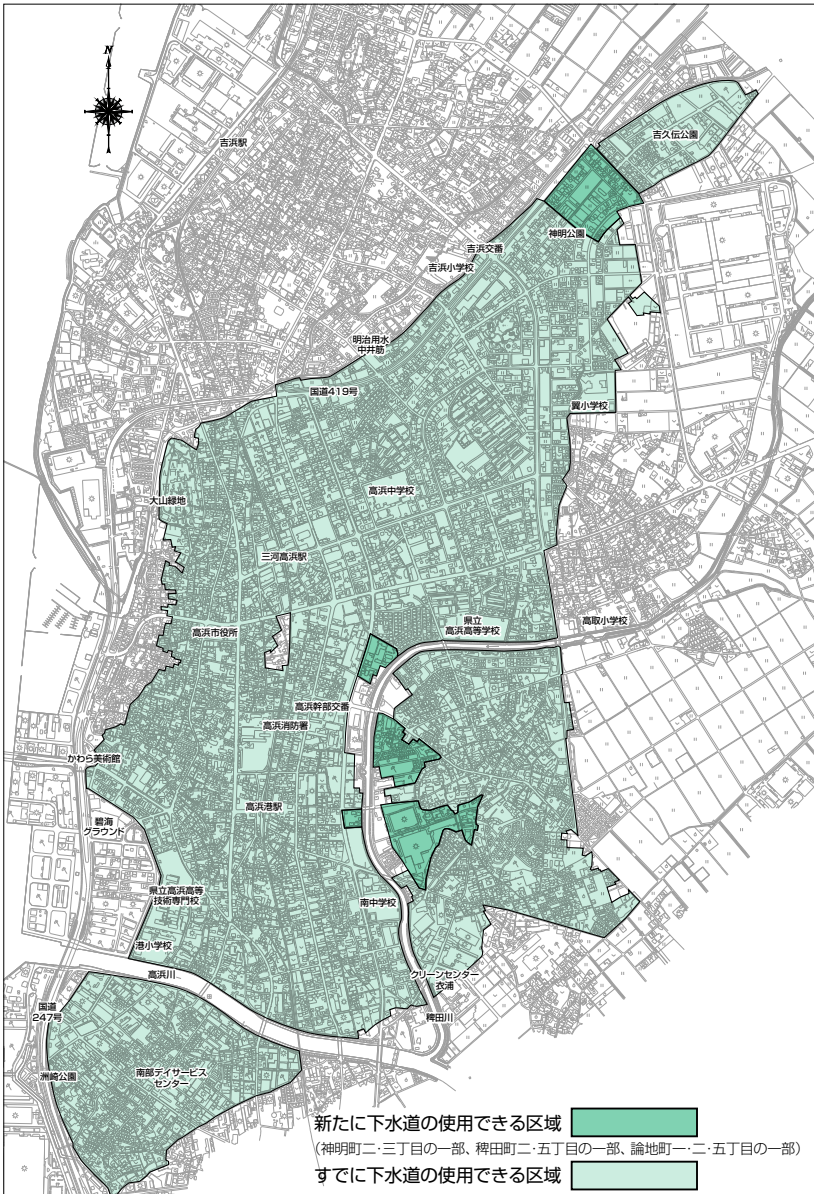 N
吉浜駅
吉久伝公園
神明公園
吉浜交番
吉浜小学校
明治用水
中井筋
国道419号
翼小学校
大山緑地
高浜中学校
三河高浜駅
県立
高浜高等学校
高取小学校
高浜市役所
高浜幹部交番
高浜消防署
かわら美術館
高浜港駅
碧海
グラウンド
県立高浜高等
技術専門校
南中学校
港小学校
高浜川
クリーンセンター
衣浦
国道
247号
稗田川
洲崎公園
南部デイサービス
センター
新たに下水道の使用できる区域
(神明町二・三丁目の一部、稗田町二・五丁目の一部、論地町一・二・五丁目の一部)
すでに下水道の使用できる区域